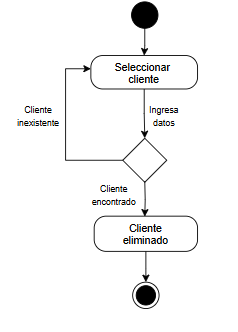 Seleccionar
cliente
Cliente
inexistente
Ingresa
datos
Cliente
encontrado
Cliente
eliminado